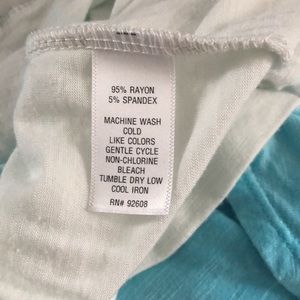 95% RAYON
5% SPANDEX
MACHINE WASH
COLD
LIKE COLORS
GENTLE CYCLE
NON-CHLORINE
BLEACH
TUMBLE DRY LOW
COOL IRON
RN# 92608